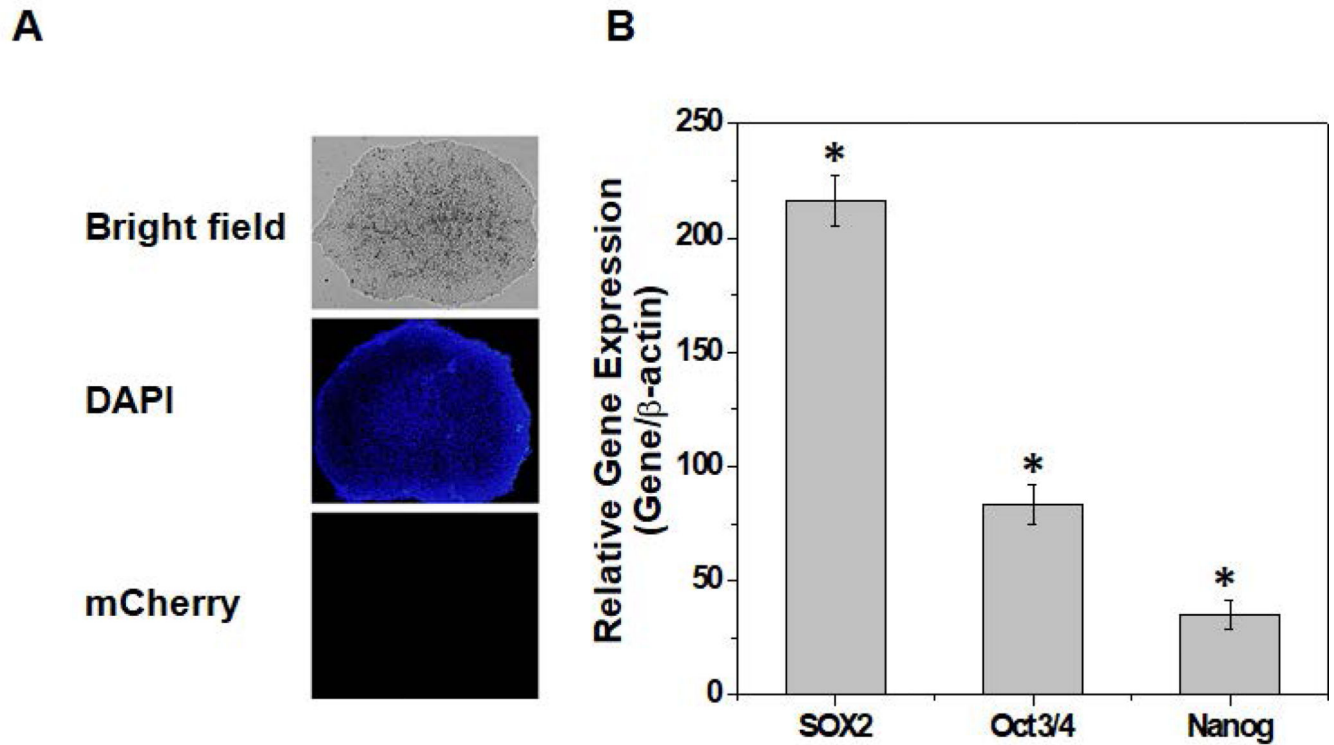 A
B
Bright field
DAPI
mCherry
Relative Gene Expression
(Gene/β-actin)
250
200
150
100
50
0
*
*
*
SOX2
Oct3/4
Nanog